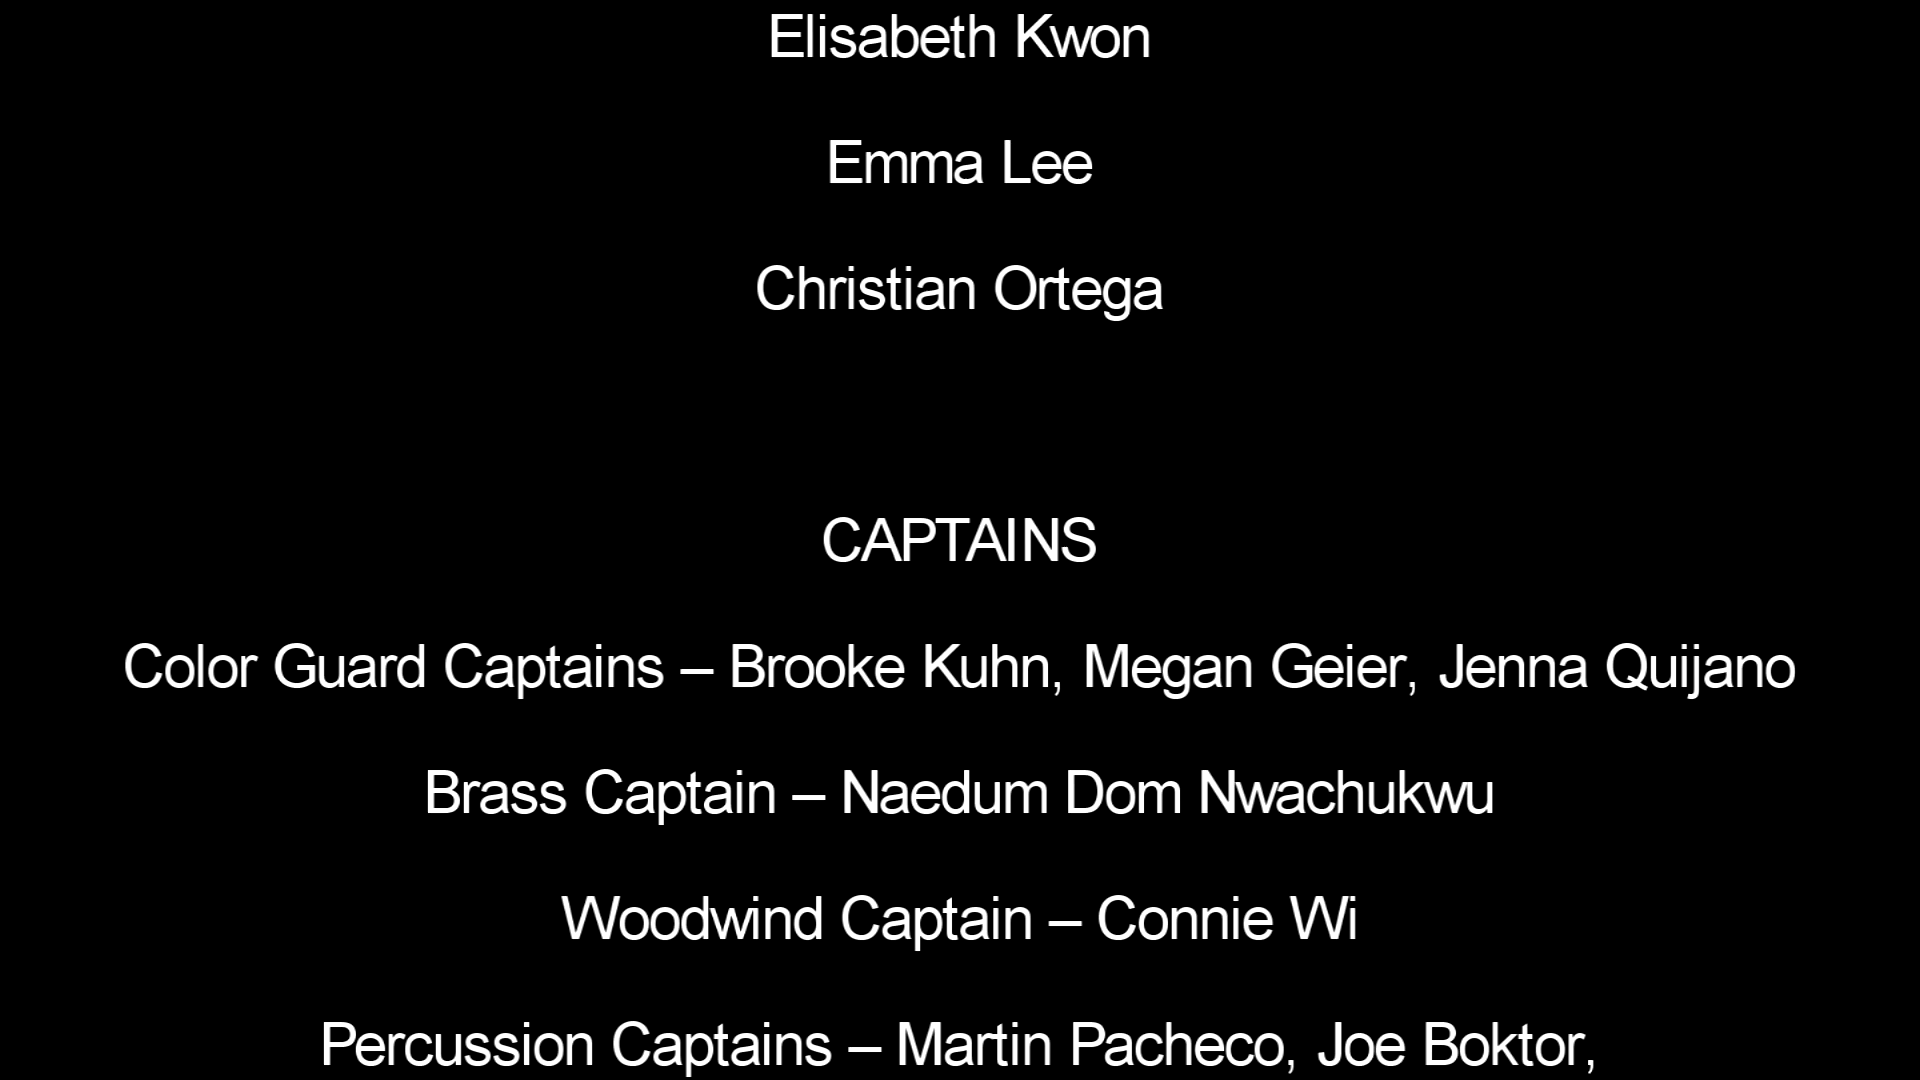 Elisabeth Kwon
Emma Lee
Christian Ortega
CAPTAINS
Color Guard Captains – Brooke Kuhn, Megan Geier, Jenna Quijano
Brass Captain – Naedum Dom Nwachukwu
Woodwind Captain – Connie Wi
Percussion Captains – Martin Pacheco, Joe Boktor,